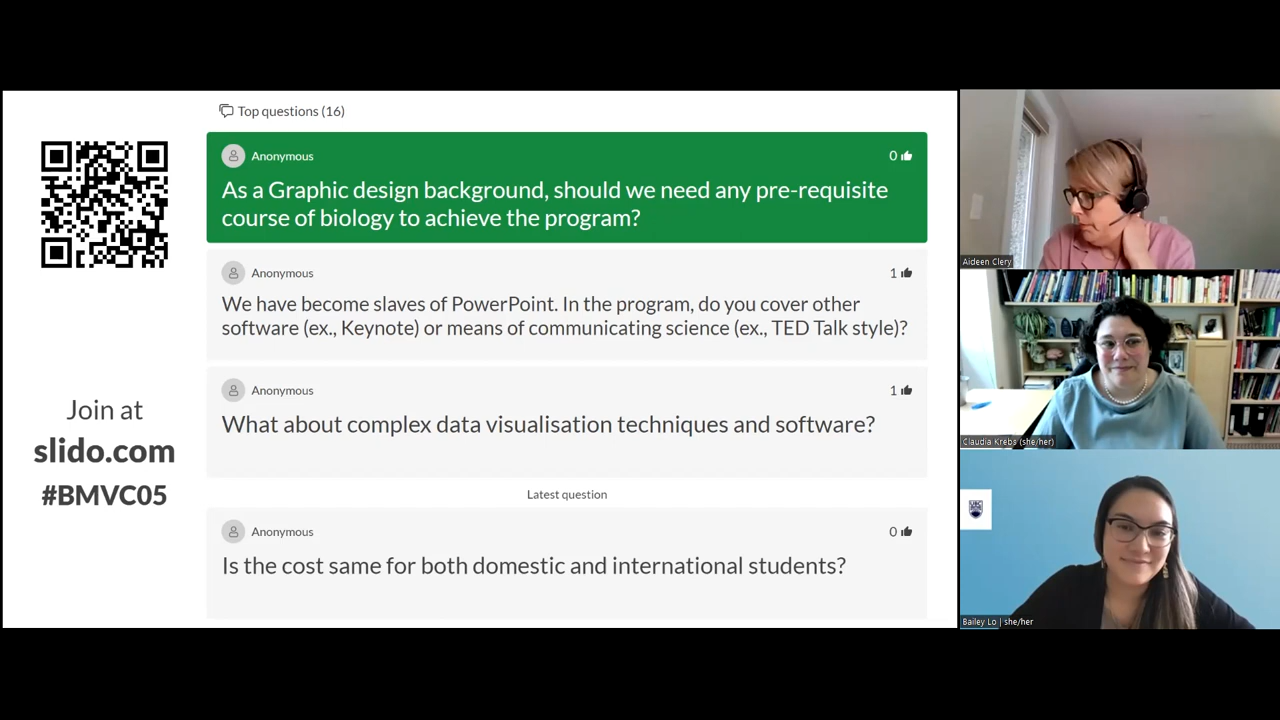 Top questions (16)
Anonymous
0
As a Graphic design background, should we need any pre-requisite
course of biology to achieve the program?
Anonymous
1
We have become slaves of PowerPoint. In the program, do you cover other
software (ex., Keynote) or means of communicating science (ex., TED Talk style)?
Anonymous
1
What about complex data visualisation techniques and software?
Latest question
Anonymous
0
Is the cost same for both domestic and international students?
Join at
slido.com
#BMVC05
Aideen Clery
Claudia Krebs (she/her)
UBC
Bailey Lo | she/her